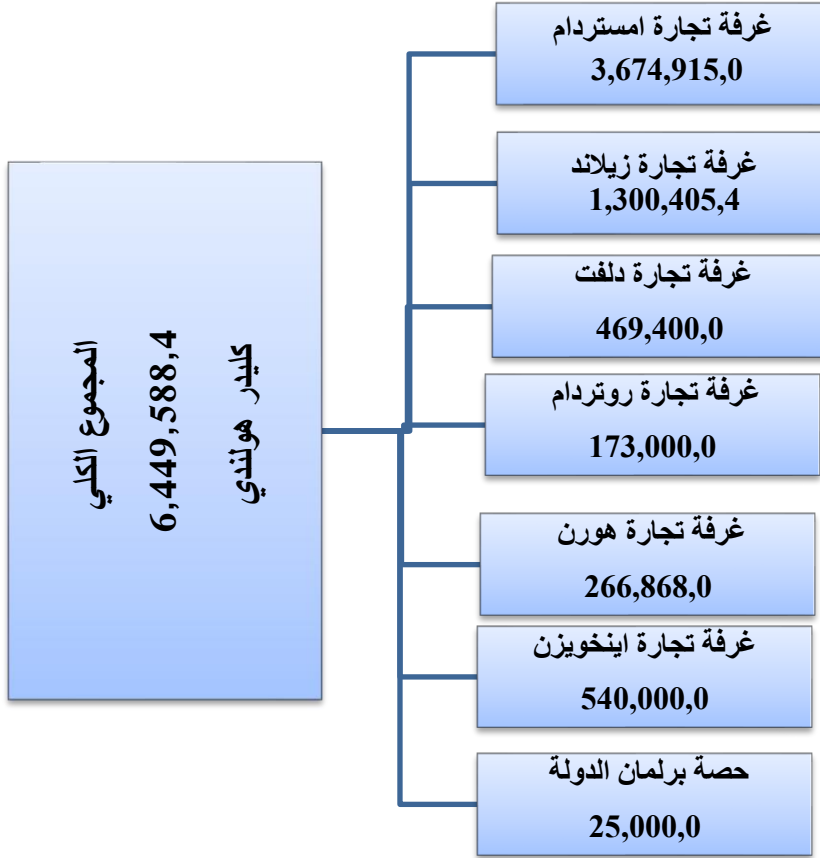 غرفة تجارة امستردام
3,674,915,0
غرفة تجارة زيلاند
1,300,405,4
غرفة تجارة دلفت
469,400,0
غرفة تجارة روتردام
173,000,0
غرفة تجارة هورن
266,868,0
غرفة تجارة اينخويزن
540,000,0
حصة برلمان الدولة
25,000,0
المجموع الكلي
6,449,588,4
كليدر هولندي